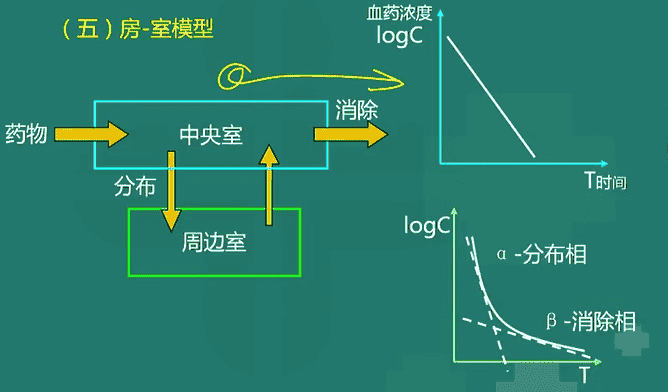 （五）房-室模型
药物
中央室
消除
分布
周边室
血药浓度
logC
T时间
logC
α-分布相
β-消除相
T